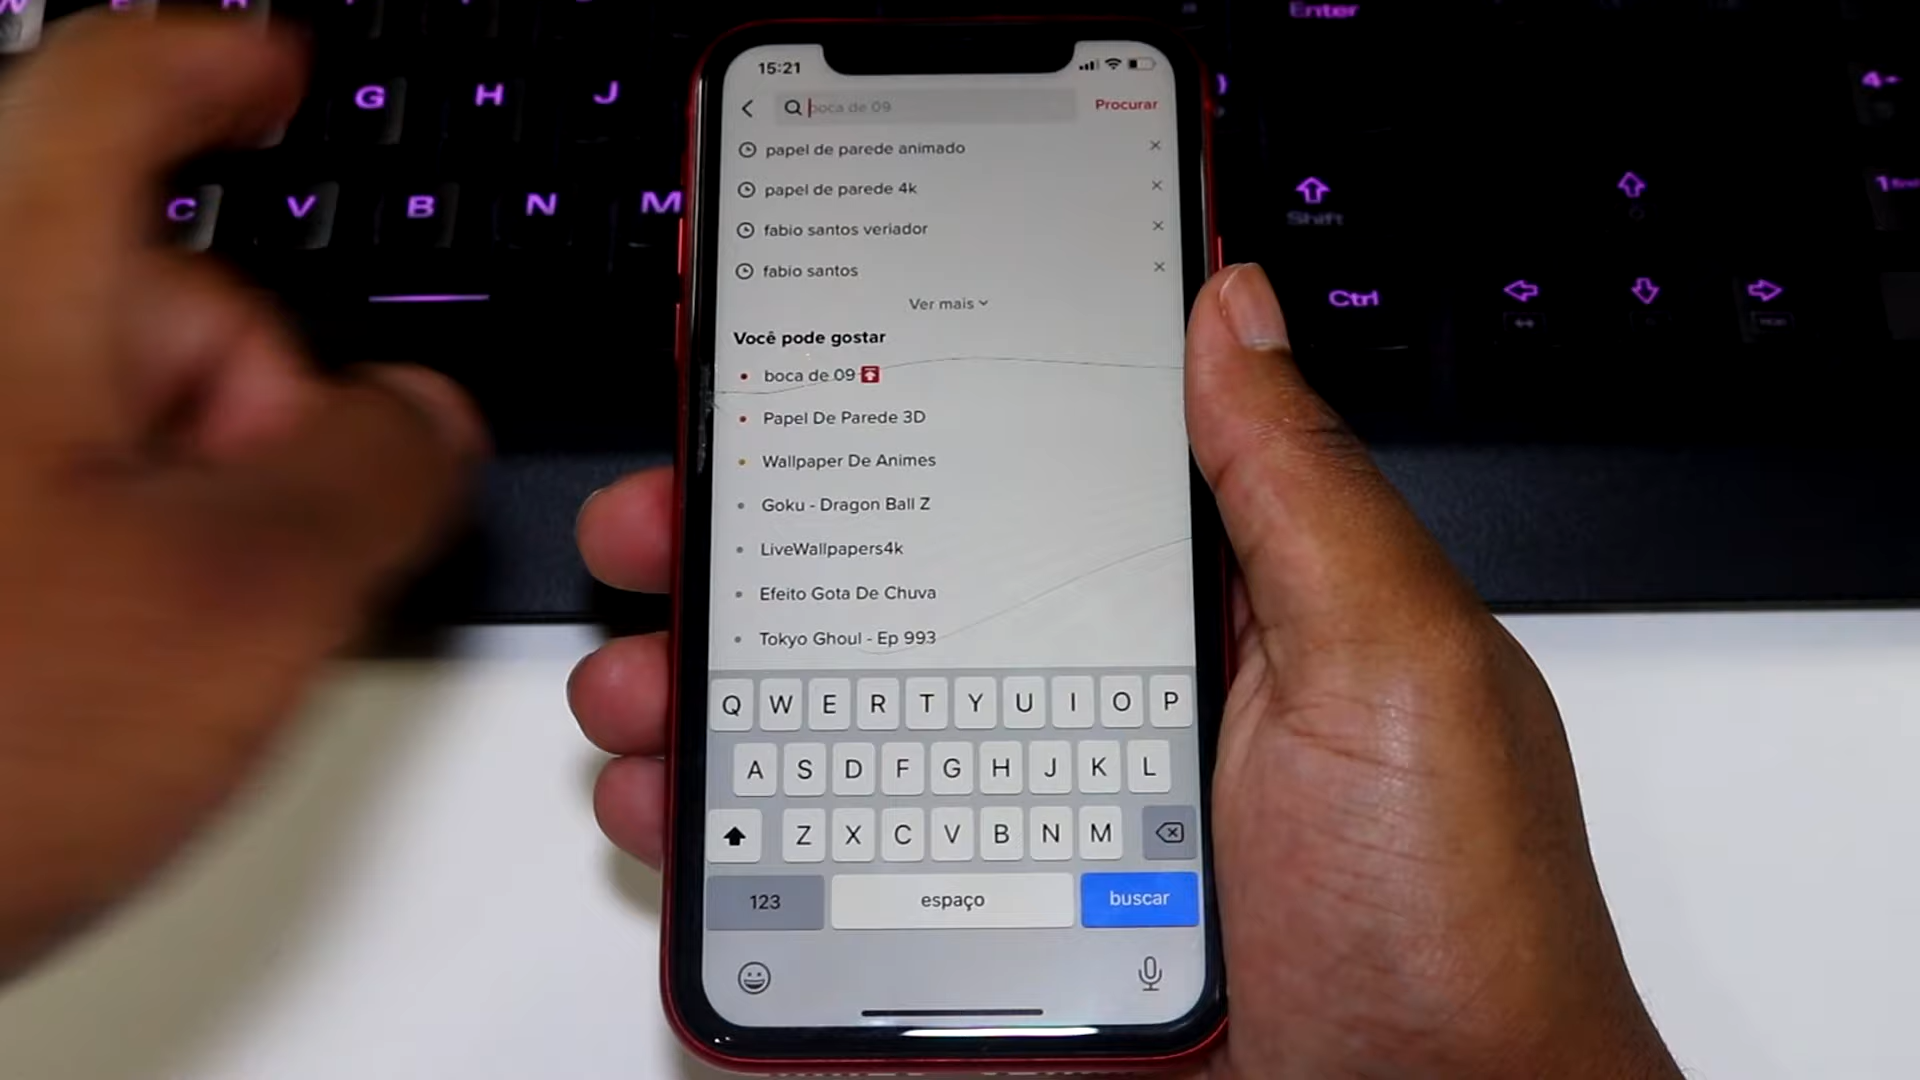 Enter
G H J
4
C V B N M
Shift
1
Ctrl
15:21
boca de 09
Procurar
papel de parede animado
papel de parede 4k
fabio santos veriador
fabio santos
Ver mais
Você pode gostar
boca de 09
Papel De Parede 3D
Wallpaper De Animes
Goku - Dragon Ball Z
LiveWallpapers4k
Efeito Gota De Chuva
Tokyo Ghoul - Ep 993
Q W E R T Y U I O P
A S D F G H J K L
Z X C V B N M
123 espaço buscar